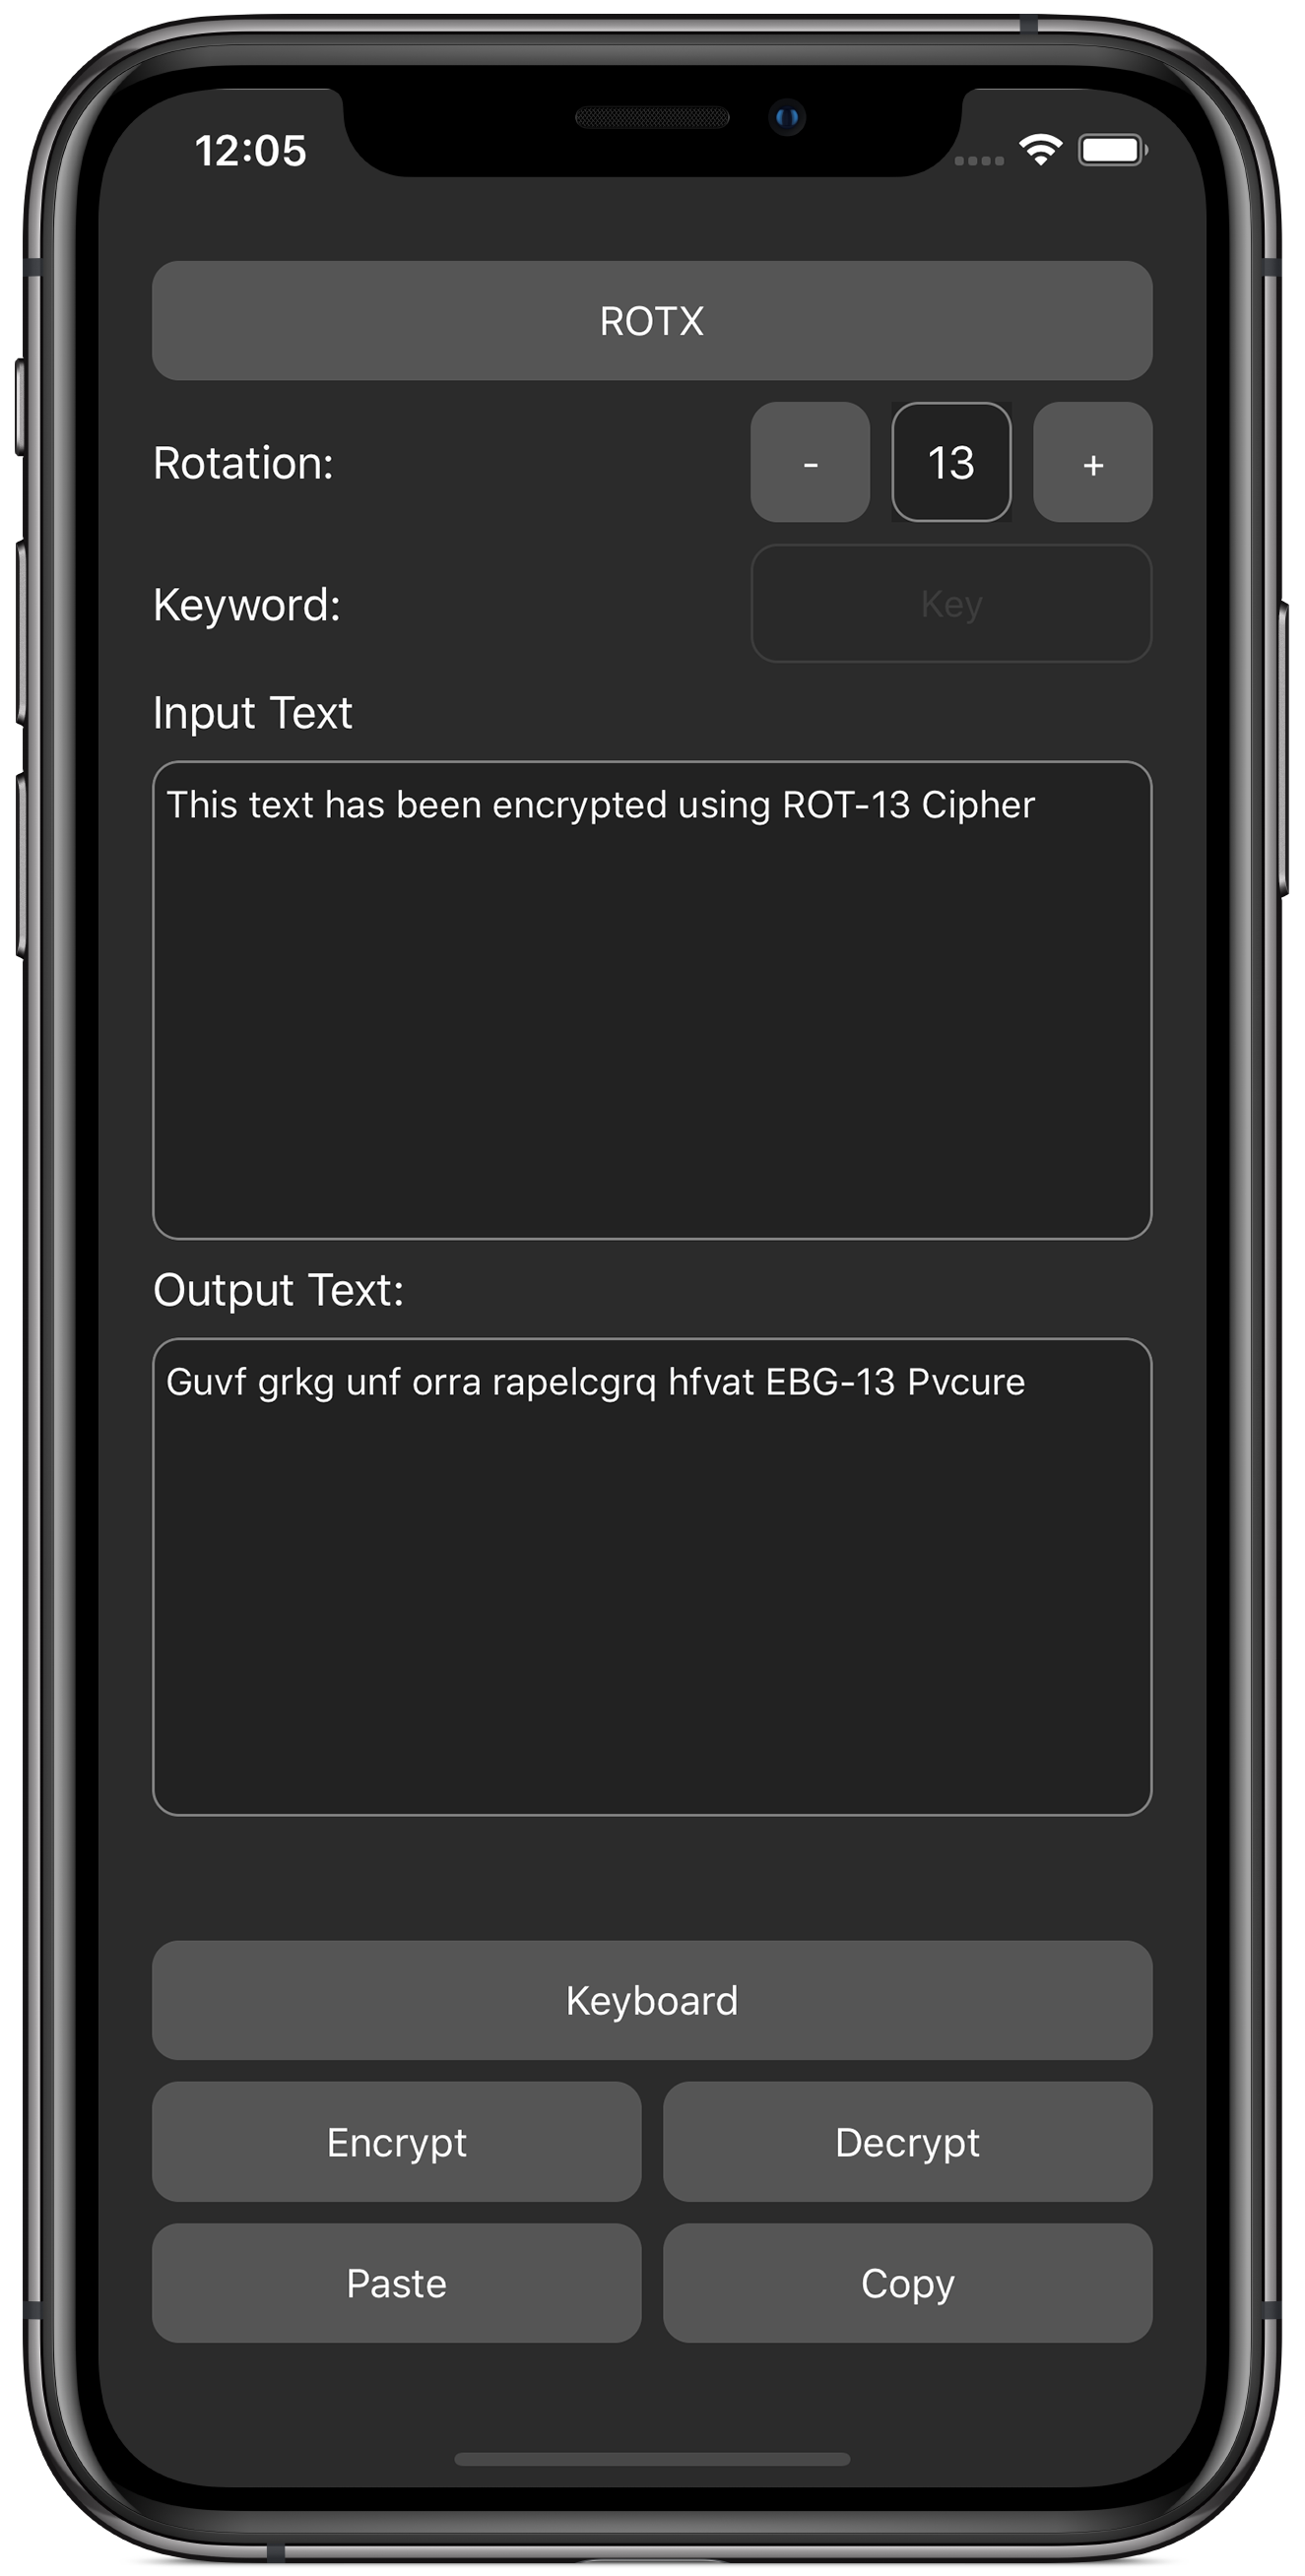 12:05
ROTX
Rotation: - 13 +
Keyword: Key
Input Text
This text has been encrypted using ROT-13 Cipher
Output Text:
Guvf grkg unf orra rapelcgrq hfvat EBG-13 Pvcure
Keyboard
Encrypt Decrypt
Paste Copy